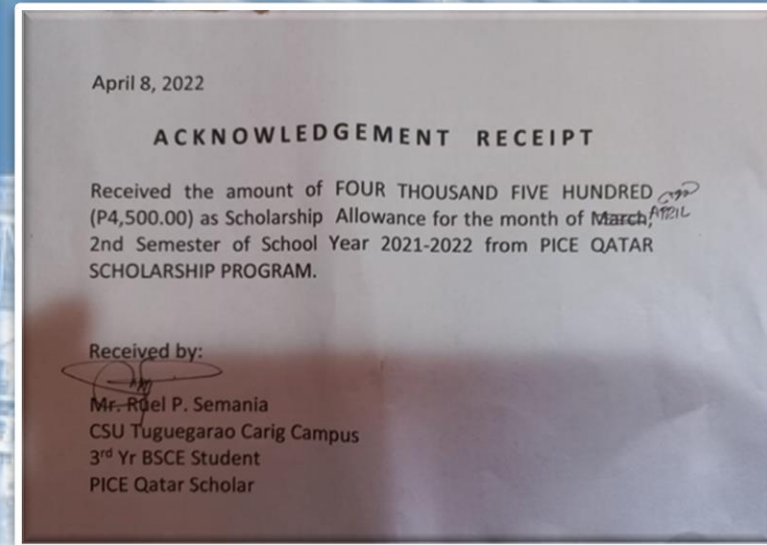 April 8, 2022
ACKNOWLEDGEMENT RECEIPT
Received the amount of FOUR THOUSAND FIVE HUNDRED
(P4,500.00) as Scholarship Allowance for the month of March, APRIL
2nd Semester of School Year 2021-2022 from PICE QATAR
SCHOLARSHIP PROGRAM.
Received by:
Mr. Roel P. Semania
CSU Tuguegarao Carig Campus
3rd Yr BSCE Student
PICE Qatar Scholar